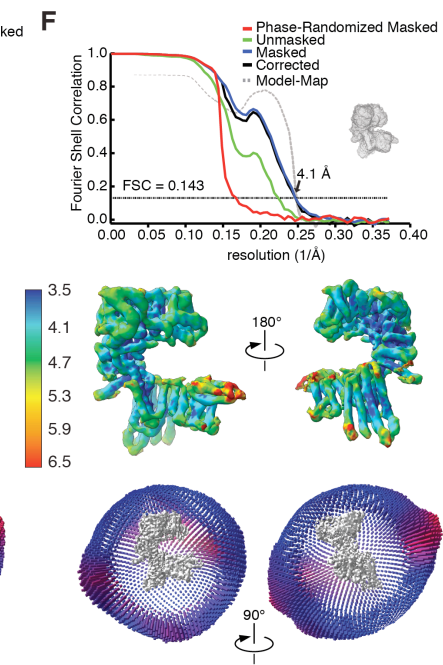 ked
F
Phase-Randomized Masked
Unmasked
Masked
Corrected
Model-Map
Fourier Shell Correlation
1.0
0.8
0.6
0.4
0.2
0.0
4.1 Å
FSC = 0.143
0.00 0.05 0.10 0.15 0.20 0.25 0.30 0.35 0.40
resolution (1/Å)
3.5
4.1
4.7
5.3
5.9
6.5
180°
90°